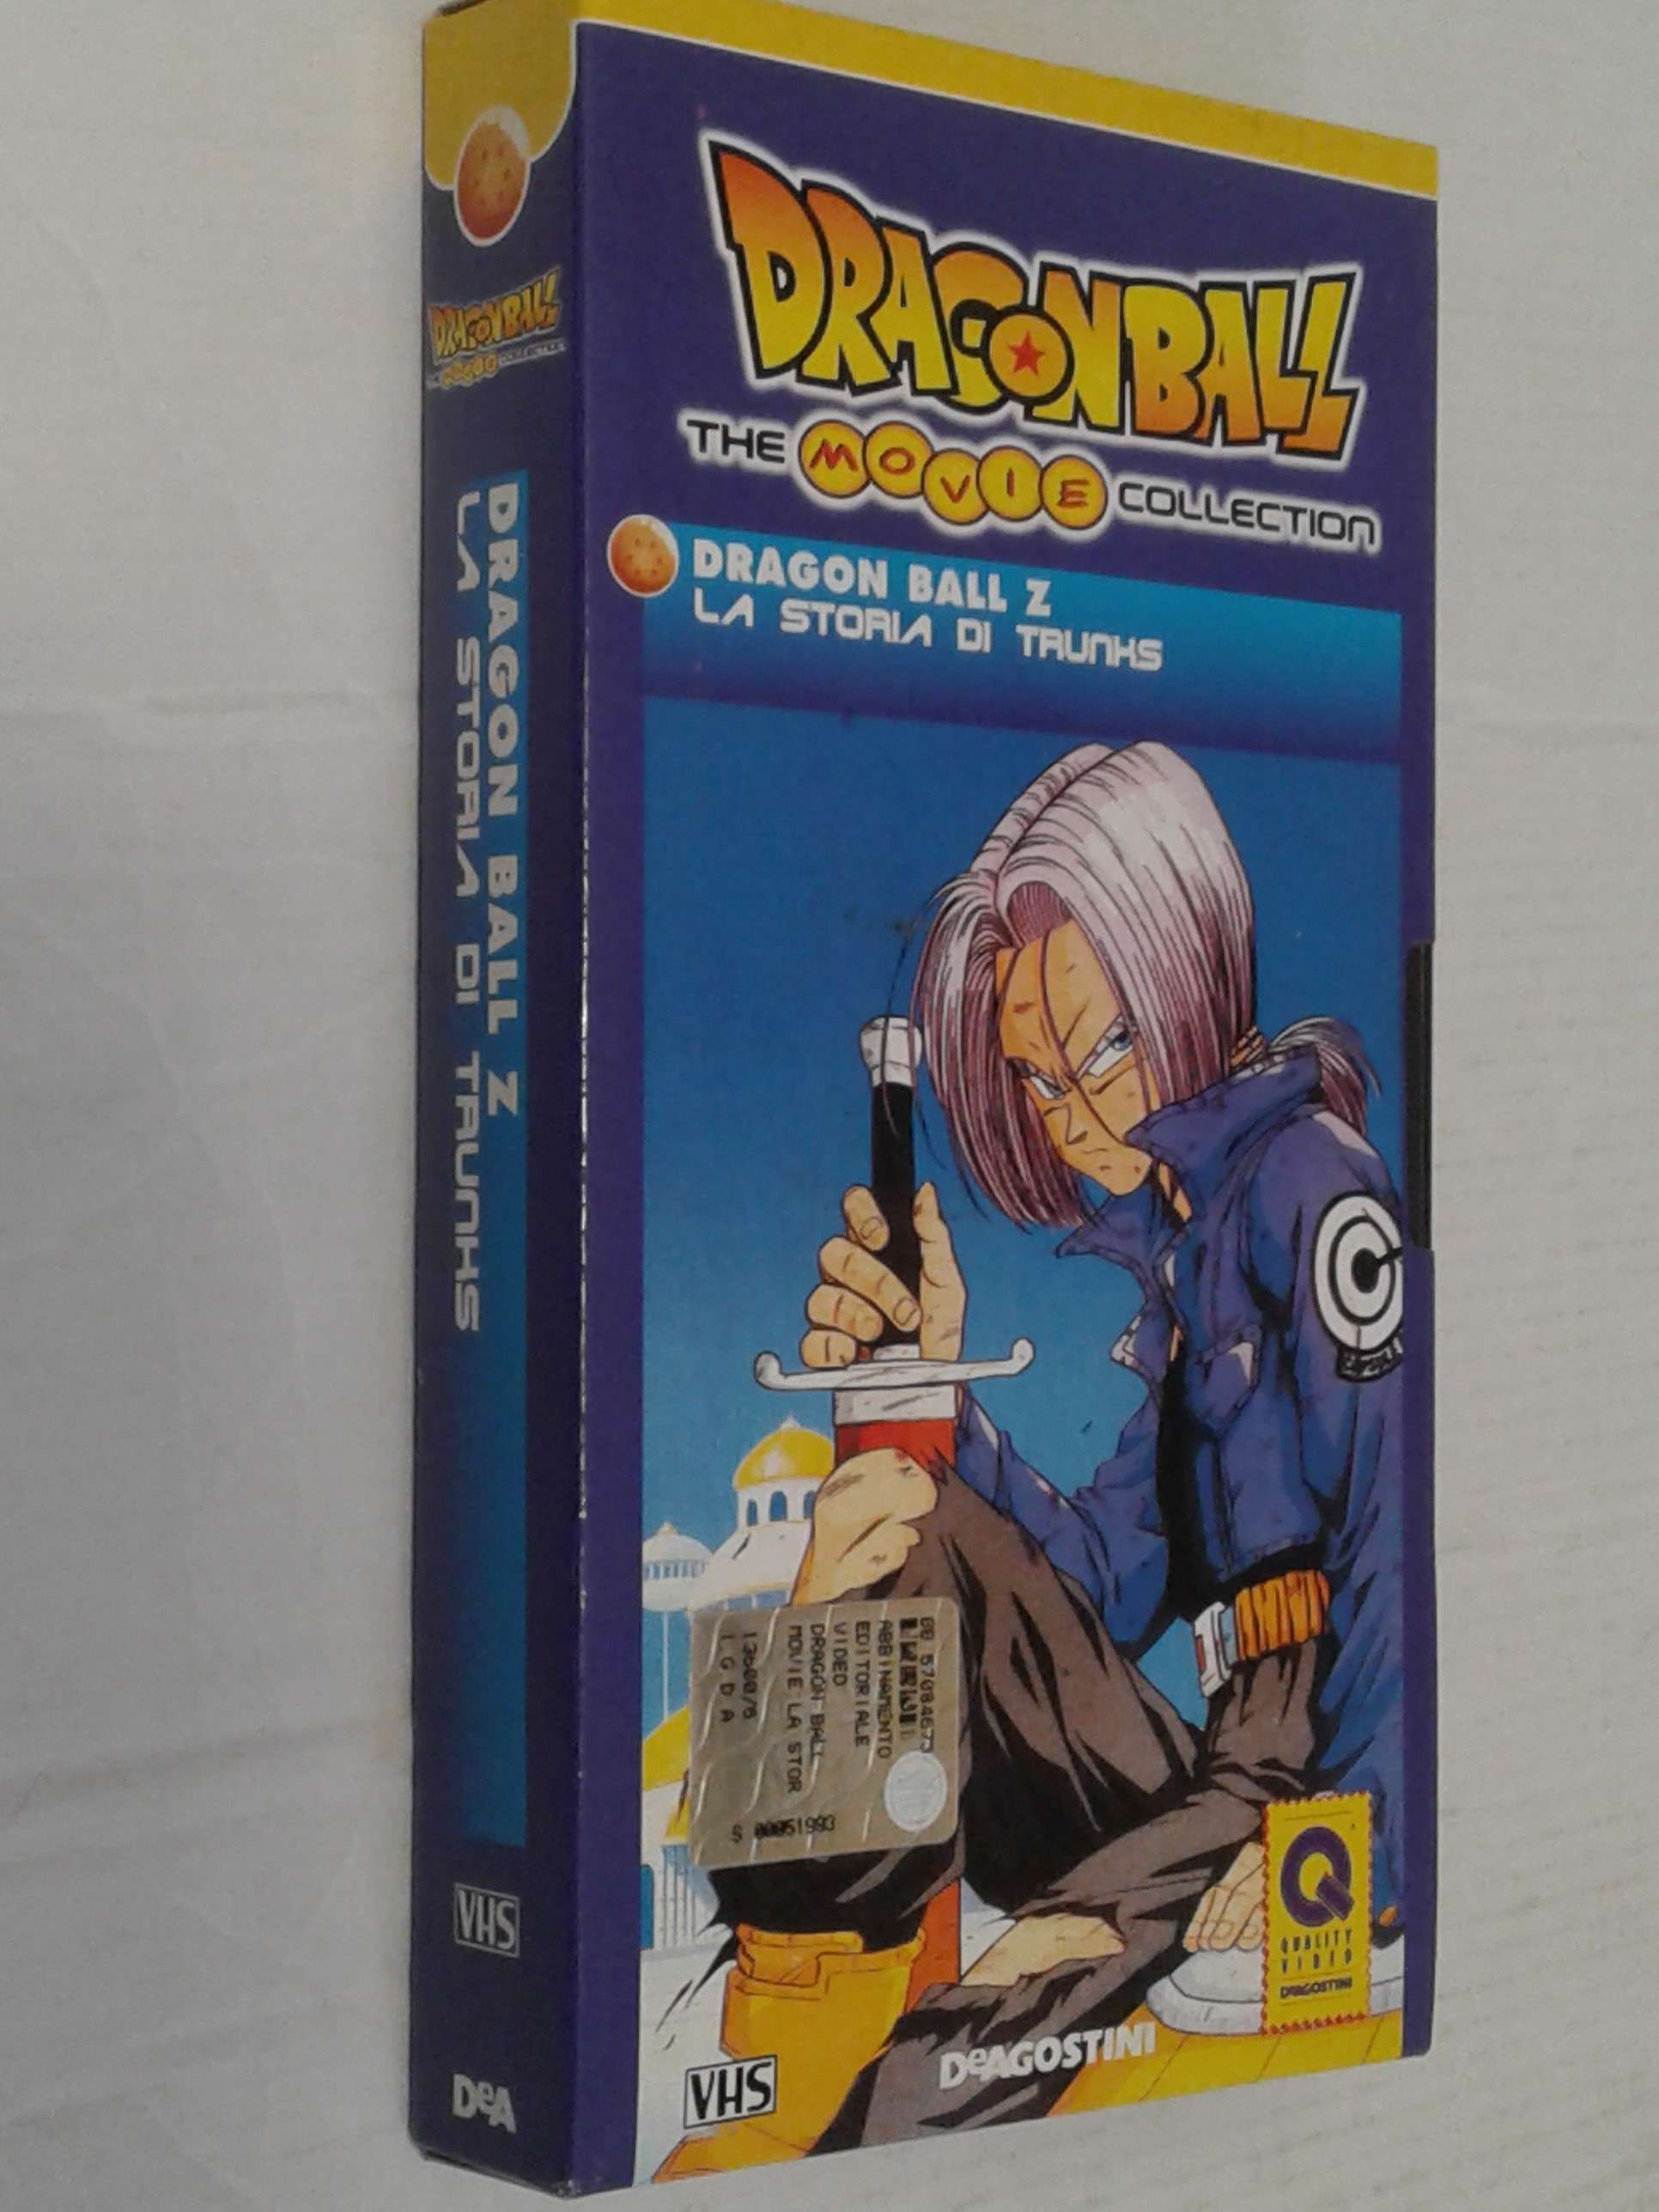 DRAGONBALL
THE MOVIE COLLECTION
DRAGON BALL Z
LA STORIA DI TRUNKS
DRAGONBALL
DRAGON BALL Z
LA STORIA DI TRUNKS
VHS
DeA
ABBINAMENTO
EDITORIALE
VIDEO
DRAGON BALL
MOVIE LA STOR
I G D A
Q
QUALITY
VIDEO
DeAGOSTINI
VHS
DeAGOSTINI